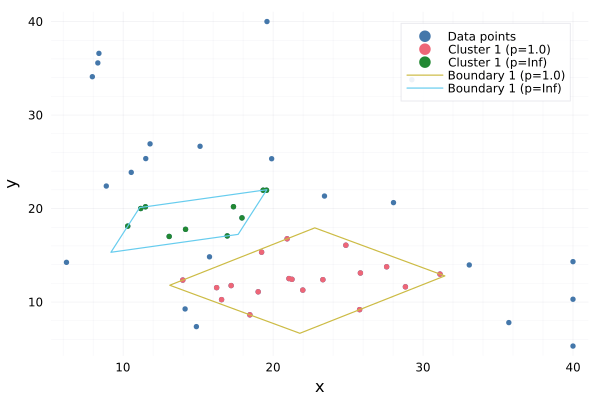 40
30
20
10
y
10
20
30
40
x
Data points
Cluster 1 (p=1.0)
Cluster 1 (p=Inf)
Boundary 1 (p=1.0)
Boundary 1 (p=Inf)